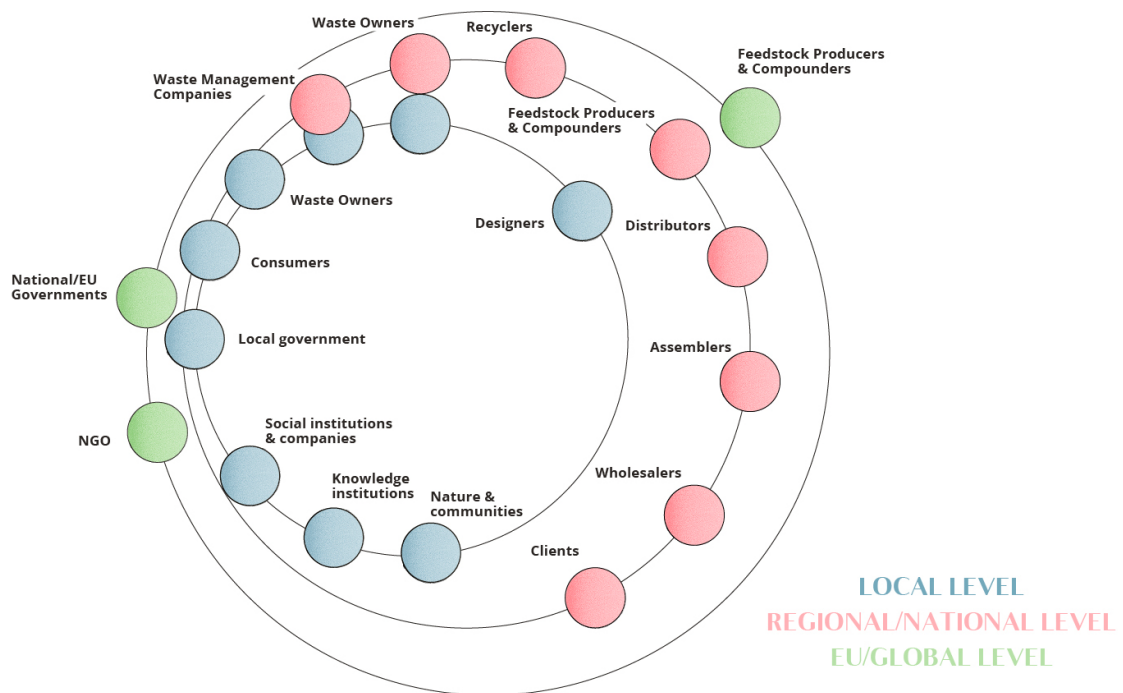 Waste Owners
Recyclers
Waste Management
Companies
Feedstock Producers
& Compounders
Feedstock Producers
& Compounders
Waste Owners
Designers
Distributors
Consumers
National/EU
Governments
Local government
Assemblers
Social institutions
& companies
NGO
Knowledge
institutions
Nature &
communities
Wholesalers
Clients
LOCAL LEVEL
REGIONAL/NATIONAL LEVEL
EU/GLOBAL LEVEL